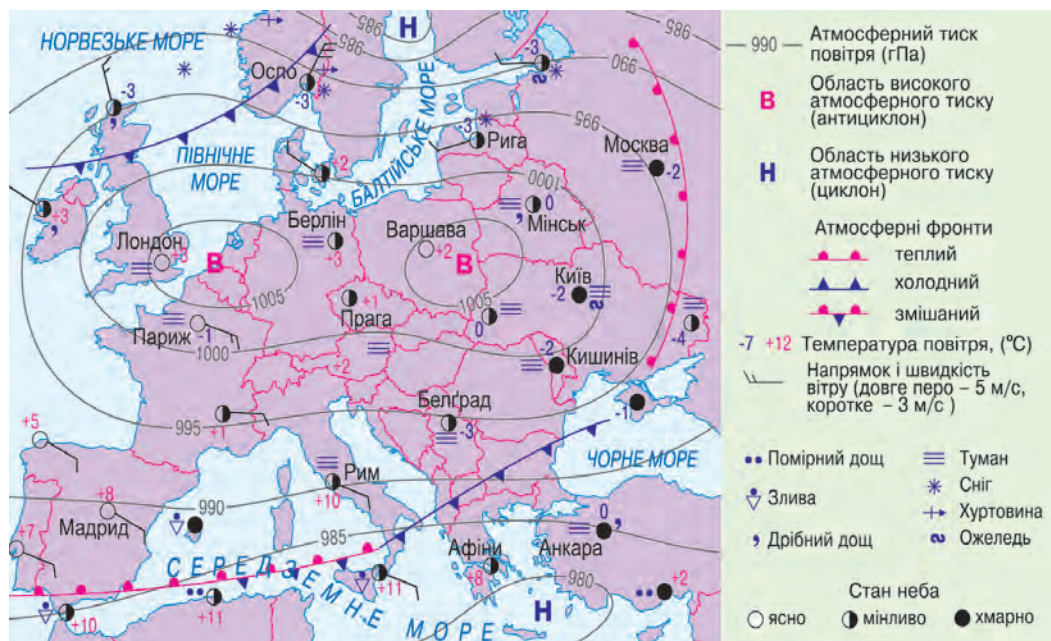 985
985
985
Н
-3
НОРВЕЗЬКЕ МОРЕ
Осло
990
-3
-3
БАЛТІЙСЬКЕ МОРЕ
-3
Рига
995
Москва
-2
ПІВНІЧНЕ
МОРЕ
+2
1000
+3
Берлін
+3
Варшава
+2
0
Мінськ
Лондон
+3
В
В
Київ
-2
1005
1005
+1
Прага
0
-4
Париж
-1
1000
-2
Кишинів
+2
995
+1
Белґрад
-3
-1
ЧОРНЕ МОРЕ
+5
Рим
+10
+8
Мадрид
990
+7
985
0
Афіни
+8
Анкара
СЕРЕДЗЕМНЕ МОРЕ
+11
+10
+11
980
Н
+2
990
Атмосферний тиск
повітря (гПа)
В
Область високого
атмосферного тиску
(антициклон)
Н
Область низького
атмосферного тиску
(циклон)
Атмосферні фронти
теплий
холодний
змішаний
-7 +12 Температура повітря, (°С)
Напрямок і швидкість
вітру (довге перо – 5 м/с,
коротке – 3 м/с )
Помірний дощ
Туман
Злива
Сніг
Хуртовина
Дрібний дощ
Ожеледь
Стан неба
ясно
мінливо
хмарно